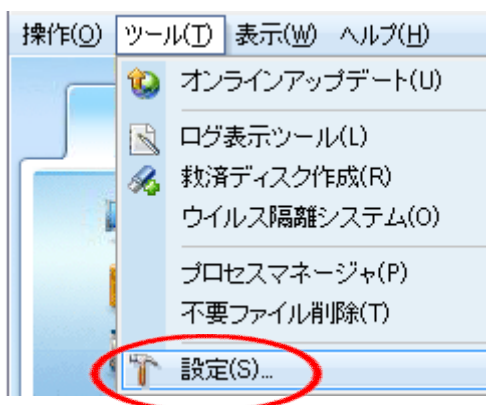 操作(O) ツール(T) 表示(W) ヘルプ(H)
オンラインアップデート(U)
ログ表示ツール(L)
救済ディスク作成(R)
ウイルス隔離システム(O)
プロセスマネージャ(P)
不要ファイル削除(T)
設定(S)...